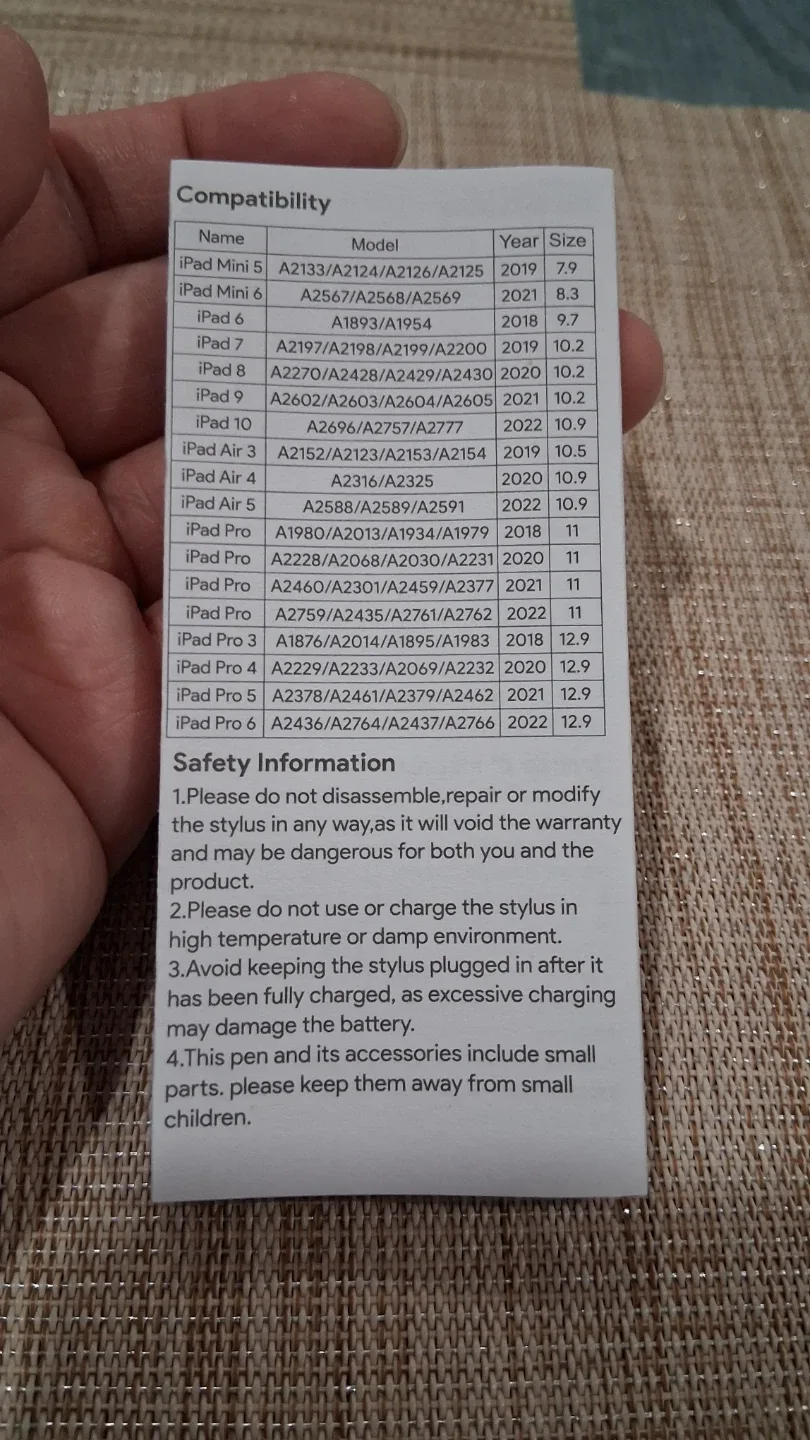 Compatibility
Name Model Year Size
iPad Mini 5 A2133/A2124/A2126/A2125 2019 7.9
iPad Mini 6 A2567/A2568/A2569 2021 8.3
iPad 6 A1893/A1954 2018 9.7
iPad 7 A2197/A2198/A2199/A2200 2019 10.2
iPad 8 A2270/A2428/A2429/A2430 2020 10.2
iPad 9 A2602/A2603/A2604/A2605 2021 10.2
iPad 10 A2696/A2757/A2777 2022 10.9
iPad Air 3 A2152/A2123/A2153/A2154 2019 10.5
iPad Air 4 A2316/A2325 2020 10.9
iPad Air 5 A2588/A2589/A2591 2022 10.9
iPad Pro A1980/A2013/A1934/A1979 2018 11
iPad Pro A2228/A2068/A2030/A2231 2020 11
iPad Pro A2460/A2301/A2459/A2377 2021 11
iPad Pro A2759/A2435/A2761/A2762 2022 11
iPad Pro 3 A1876/A2014/A1895/A1983 2018 12.9
iPad Pro 4 A2229/A2233/A2069/A2232 2020 12.9
iPad Pro 5 A2378/A2461/A2379/A2462 2021 12.9
iPad Pro 6 A2436/A2764/A2437/A2766 2022 12.9
Safety Information
1.Please do not disassemble,repair or modify
the stylus in any way,as it will void the warranty
and may be dangerous for both you and the
product.
2.Please do not use or charge the stylus in
high temperature or damp environment.
3.Avoid keeping the stylus plugged in after it
has been fully charged, as excessive charging
may damage the battery.
4.This pen and its accessories include small
parts. please keep them away from small
children.